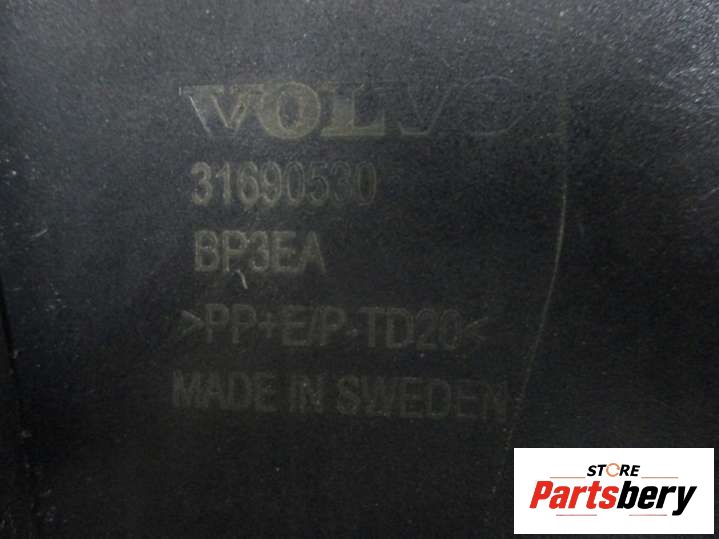 VOLVO
31690530
BP3EA
>PP+E/P-TD20<
MADE IN SWEDEN
STORE
Partsbery